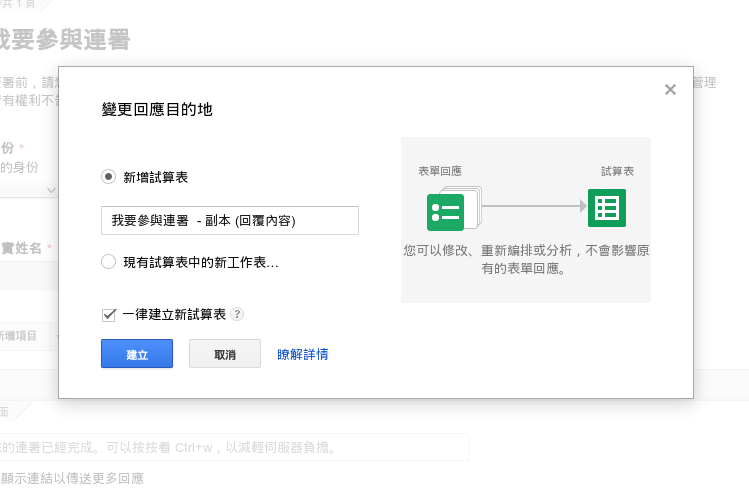 共 1 頁
我要參與連署
署前，請
管理
有權利不
份 *
的身份
實姓名 *
新增項目
面
變更回應目的地
新增試算表
我要參與連署 - 副本 (回覆內容)
現有試算表中的新工作表...
一律建立新試算表 ?
建立
取消
瞭解詳情
表單回應
試算表
您可以修改、重新編排或分析，不會影響原
有的表單回應。
的連署已經完成。可以按按看 Ctrl+w，以減輕伺服器負擔。
顯示連結以傳送更多回應